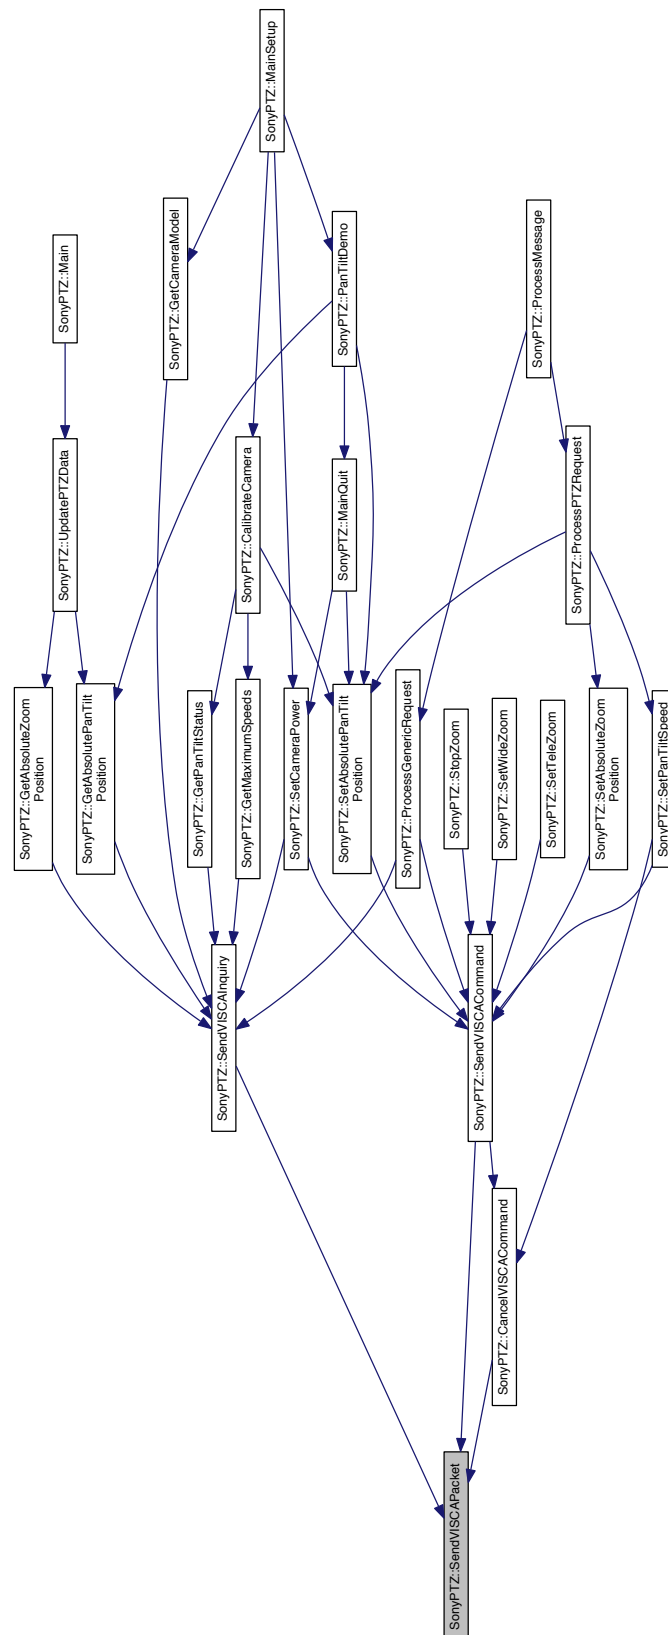 SonyPTZ::SendVISCAPacket
SonyPTZ::SendVISCAInquiry
SonyPTZ::CancelVISCACommand
SonyPTZ::SendVISCACommand
SonyPTZ::GetAbsoluteZoom
Position
SonyPTZ::GetAbsolutePanTilt
Position
SonyPTZ::GetPanTiltStatus
SonyPTZ::GetMaximumSpeeds
SonyPTZ::SetCameraPower
SonyPTZ::SetAbsolutePanTilt
Position
SonyPTZ::ProcessGenericRequest
SonyPTZ::StopZoom
SonyPTZ::SetWideZoom
SonyPTZ::SetTeleZoom
SonyPTZ::SetAbsoluteZoom
Position
SonyPTZ::SetPanTiltSpeed
SonyPTZ::UpdatePTZData
SonyPTZ::CalibrateCamera
SonyPTZ::MainQuit
SonyPTZ::ProcessPTZRequest
SonyPTZ::Main
SonyPTZ::GetCameraModel
SonyPTZ::PanTiltDemo
SonyPTZ::ProcessMessage
SonyPTZ::MainSetup